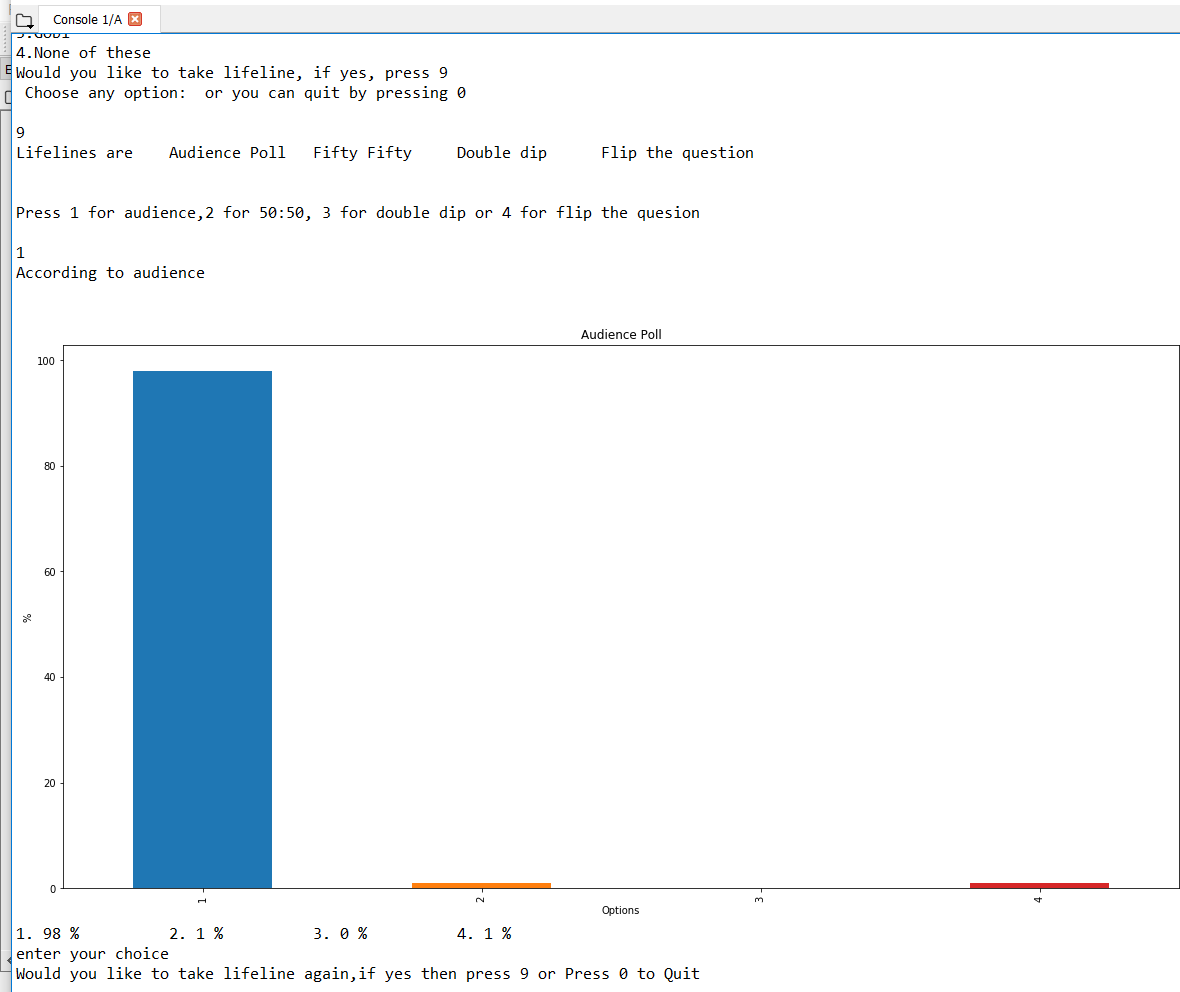 Console 1/A
3.Gobi
4.None of these
Would you like to take lifeline, if yes, press 9
Choose any option:  or you can quit by pressing 0
9
Lifelines are    Audience Poll   Fifty Fifty     Double dip      Flip the question
Press 1 for audience,2 for 50:50, 3 for double dip or 4 for flip the quesion
1
According to audience
Audience Poll
100
80
60
40
20
0
%
1 2 3 4
Options
1. 98 %          2. 1 %          3. 0 %          4. 1 %
enter your choice
Would you like to take lifeline again,if yes then press 9 or Press 0 to Quit